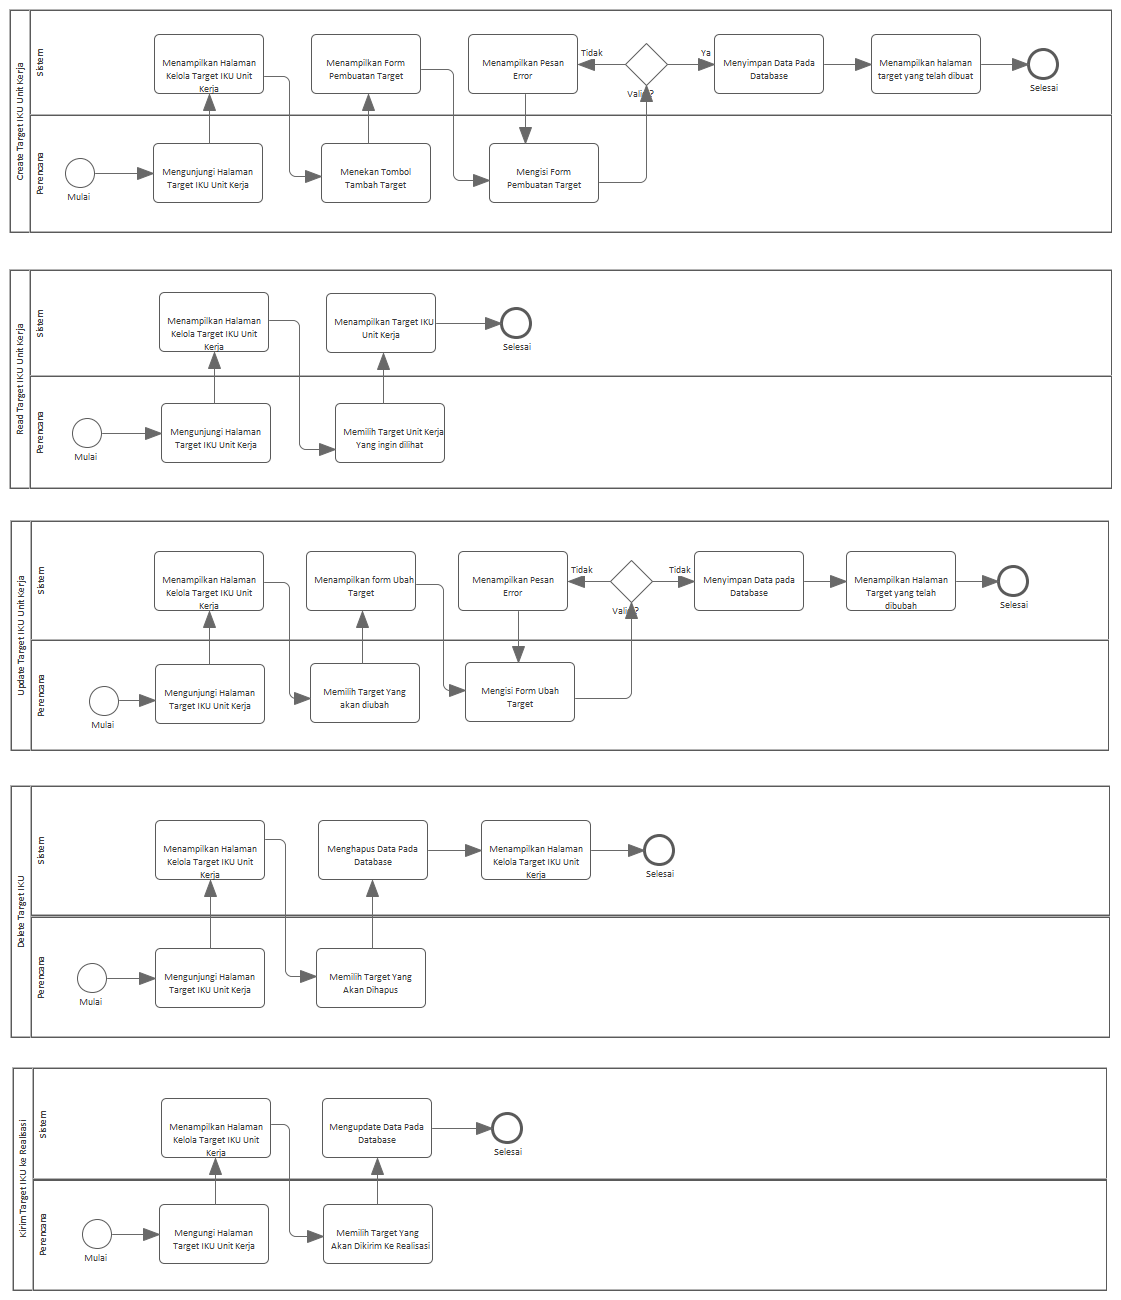 Create Target IKU Unit Kerja
Sistem
Perencana
Menampilkan Halaman
Kelola Target IKU Unit
Kerja
Menampilkan Form
Pembuatan Target
Menampilkan Pesan
Error
Tidak
Valid?
Ya
Menyimpan Data Pada
Database
Menampilkan halaman
target yang telah dibuat
Selesai
Mulai
Mengunjungi Halaman
Target IKU Unit Kerja
Menekan Tombol
Tambah Target
Mengisi Form
Pembuatan Target
Read Target IKU Unit Kerja
Sistem
Perencana
Menampilkan Halaman
Kelola Target IKU Unit
Kerja
Menampilkan Target IKU
Unit Kerja
Selesai
Mulai
Mengunjungi Halaman
Target IKU Unit Kerja
Memilih Target Unit Kerja
Yang ingin dilihat
Update Target IKU Unit Kerja
Sistem
Perencana
Menampilkan Halaman
Kelola Target IKU Unit
Kerja
Menampilkan form Ubah
Target
Menampilkan Pesan
Error
Tidak
Valid?
Tidak
Menyimpan Data pada
Database
Menampilkan Halaman
Target yang telah
dibubah
Selesai
Mulai
Mengunjungi Halaman
Target IKU Unit Kerja
Memilih Target Yang
akan diubah
Mengisi Form Ubah
Target
Delete Target IKU
Sistem
Perencana
Menampilkan Halaman
Kelola Target IKU Unit
Kerja
Menghapus Data Pada
Database
Menampilkan Halaman
Kelola Target IKU Unit
Kerja
Selesai
Mulai
Mengunjungi Halaman
Target IKU Unit Kerja
Memilih Target Yang
Akan Dihapus
Kirim Target IKU ke Realisasi
Sistem
Perencana
Menampilkan Halaman
Kelola Target IKU Unit
Kerja
Mengupdate Data Pada
Database
Selesai
Mulai
Mengungi Halaman
Target IKU Unit Kerja
Memilih Target Yang
Akan Dikirim Ke Realisasi